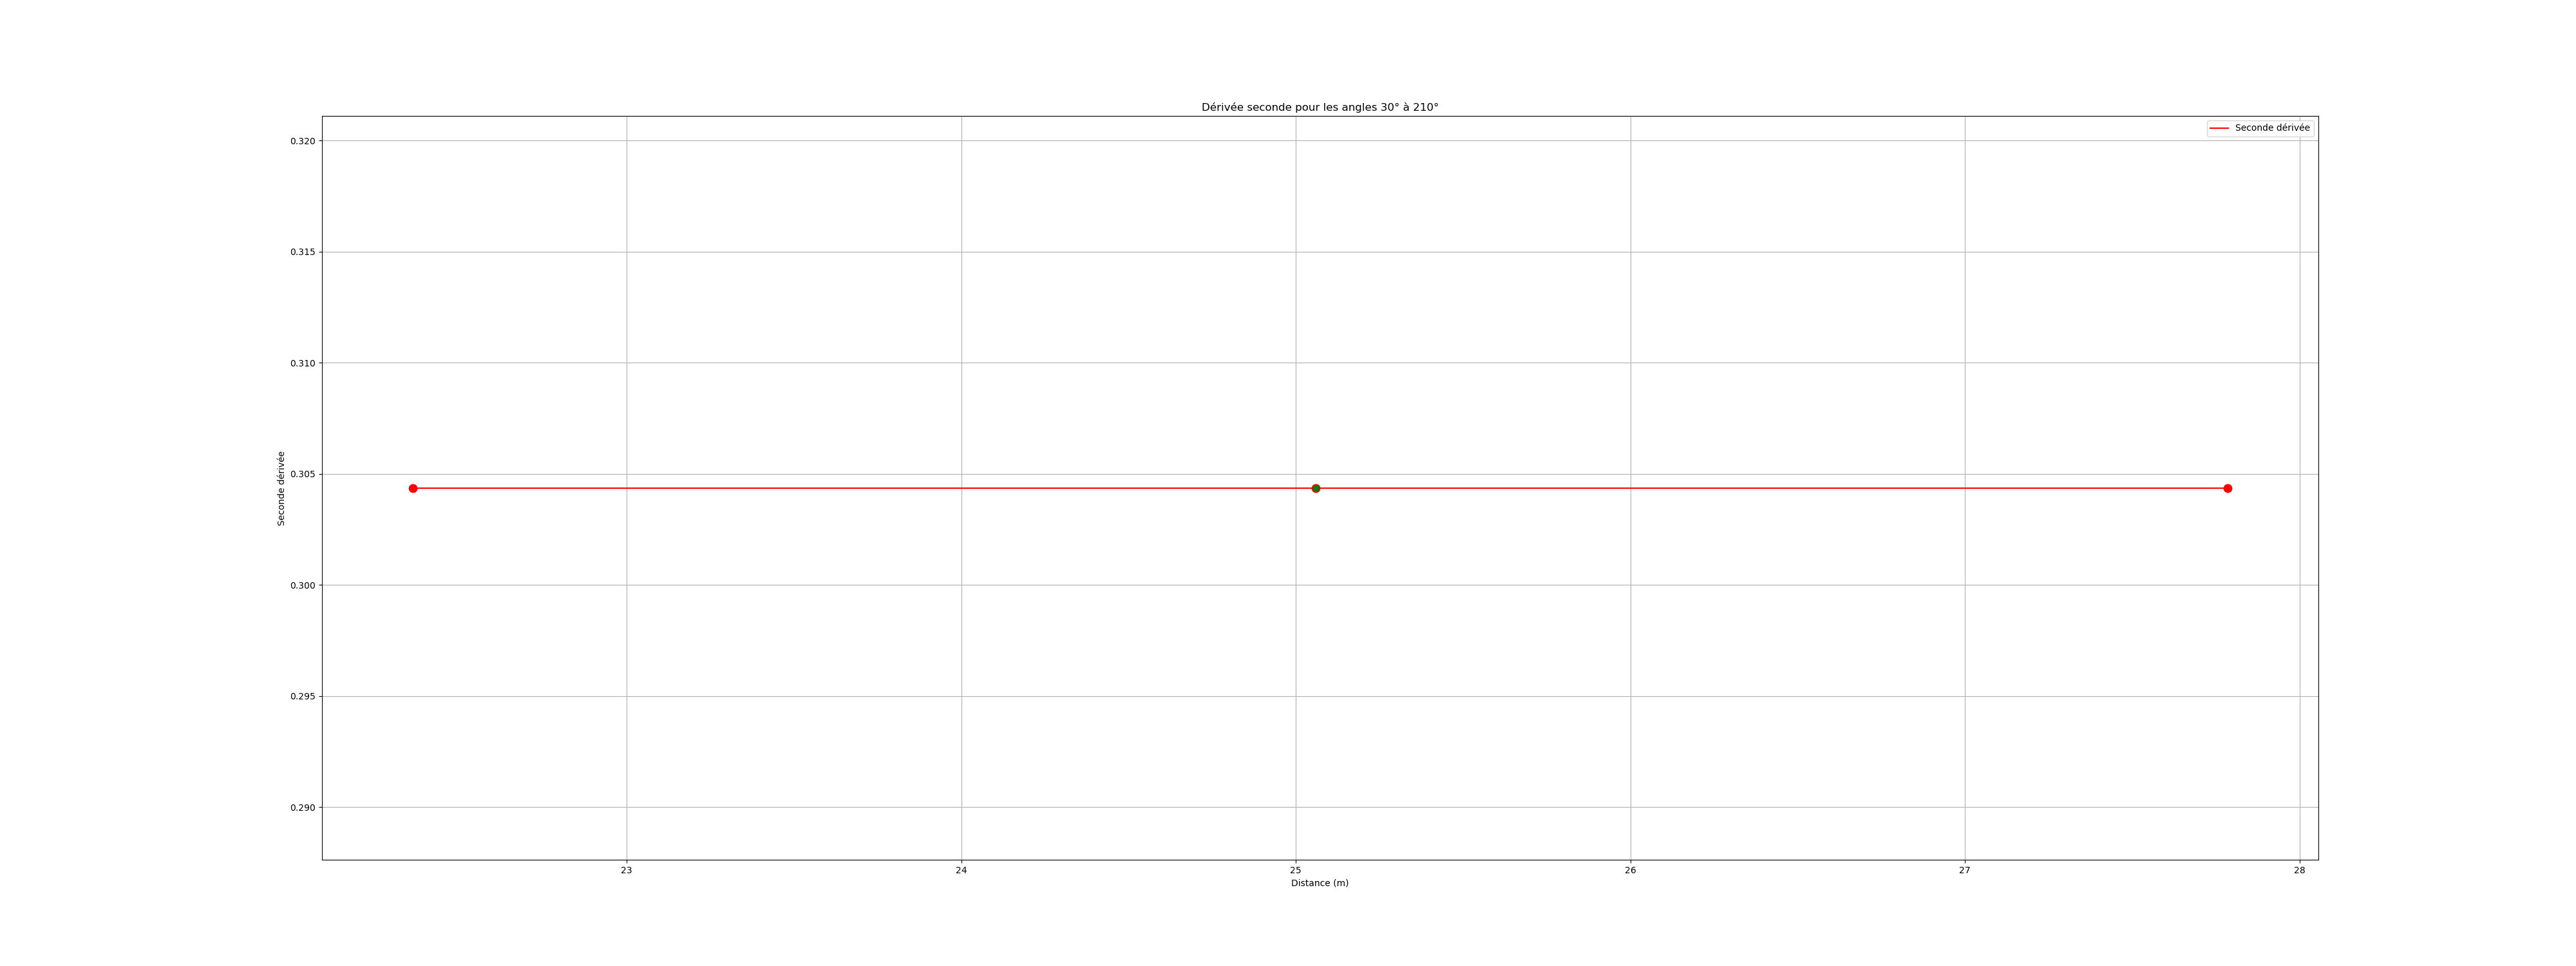 Dérivée seconde pour les angles 30° à 210°
Seconde dérivée
0.320
0.315
0.310
0.305
0.300
0.295
0.290
Seconde dérivée
23 24 25 26 27 28
Distance (m)